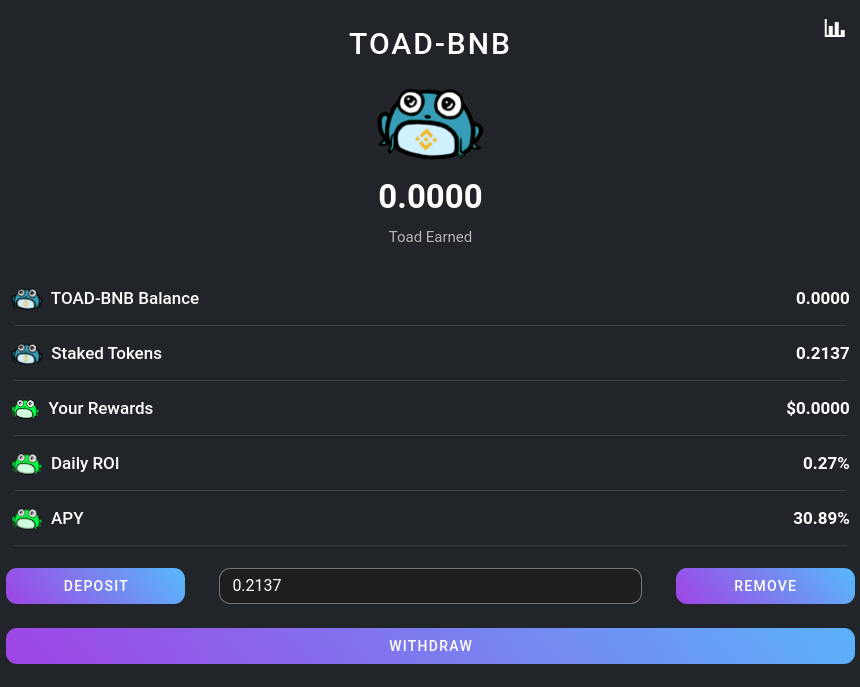 TOAD-BNB
0.0000
Toad Earned
TOAD-BNB Balance 0.0000
Staked Tokens 0.2137
Your Rewards $0.0000
Daily ROI 0.27%
APY 30.89%
DEPOSIT 0.2137 REMOVE
WITHDRAW